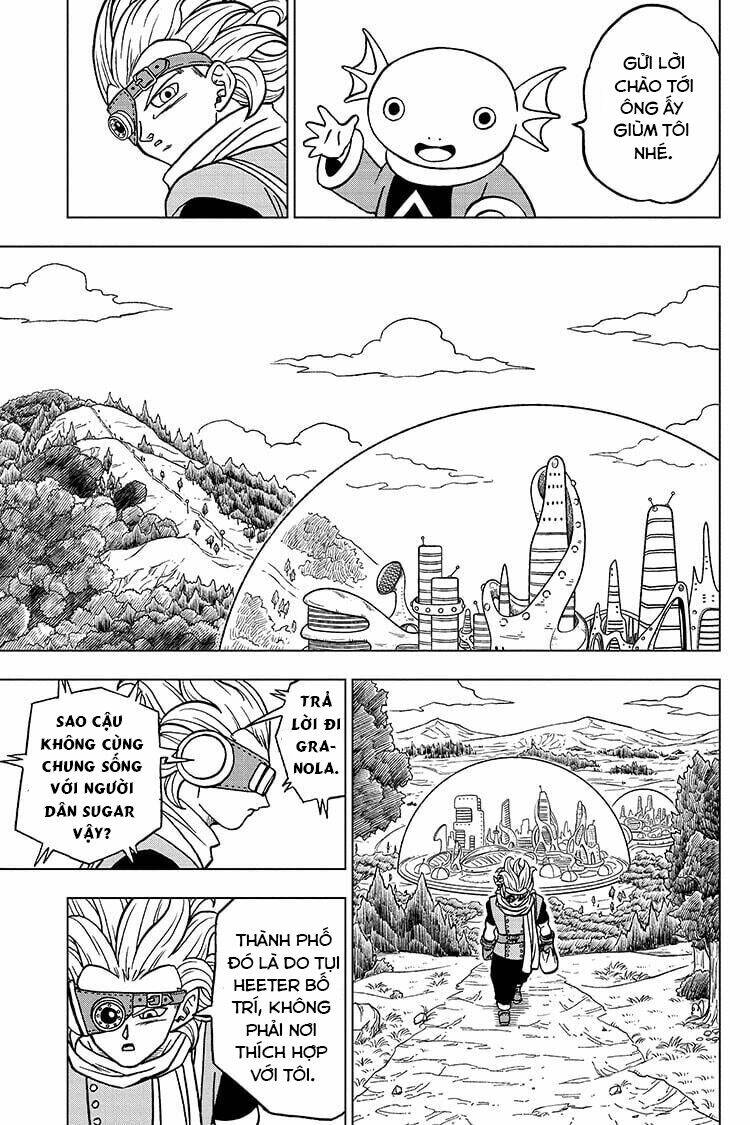 GỬI LỜI
CHÀO TỚI
ÔNG ẤY
GIÙM TÔI
NHÉ.
TRẢ
LỜI ĐI
GRA-
NOLA.
SAO CẬU
KHÔNG CÙNG
CHUNG SỐNG
VỚI NGƯỜI
DÂN SUGAR
VẬY?
THÀNH PHỐ
ĐÓ LÀ DO TỤI
HEETER BỐ
TRÍ, KHÔNG
PHẢI NƠI
THÍCH HỢP
VỚI TÔI.